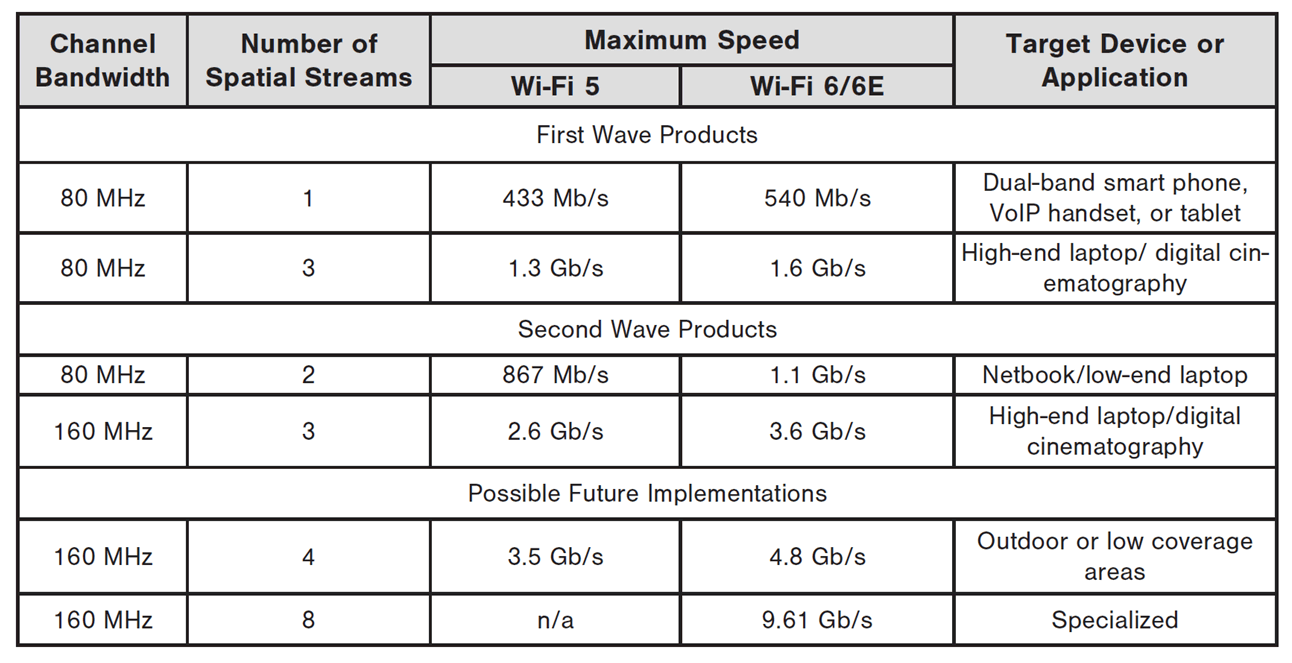 Channel Bandwidth
Number of Spatial Streams
Maximum Speed
Target Device or Application
Wi-Fi 5
Wi-Fi 6/6E
First Wave Products
80 MHz
1
433 Mb/s
540 Mb/s
Dual-band smart phone,
VoIP handset, or tablet
80 MHz
3
1.3 Gb/s
1.6 Gb/s
High-end laptop/ digital cin-
ematography
Second Wave Products
80 MHz
2
867 Mb/s
1.1 Gb/s
Netbook/low-end laptop
160 MHz
3
2.6 Gb/s
3.6 Gb/s
High-end laptop/digital
cinematography
Possible Future Implementations
160 MHz
4
3.5 Gb/s
4.8 Gb/s
Outdoor or low coverage
areas
160 MHz
8
n/a
9.61 Gb/s
Specialized